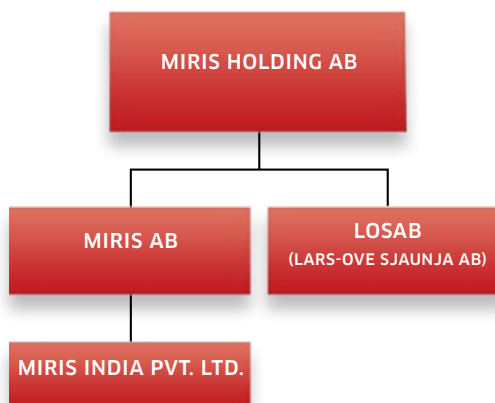 MIRIS HOLDING AB
MIRIS AB
LOSAB
(LARS-OVE SJAUNJA AB)
MIRIS INDIA PVT. LTD.